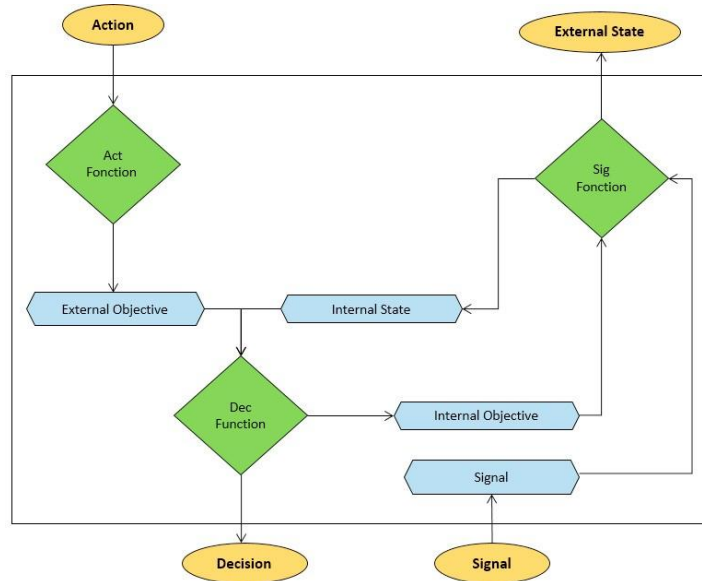 Action
External State
Act
Fonction
Sig
Fonction
External Objective
Internal State
Dec
Function
Internal Objective
Signal
Decision
Signal